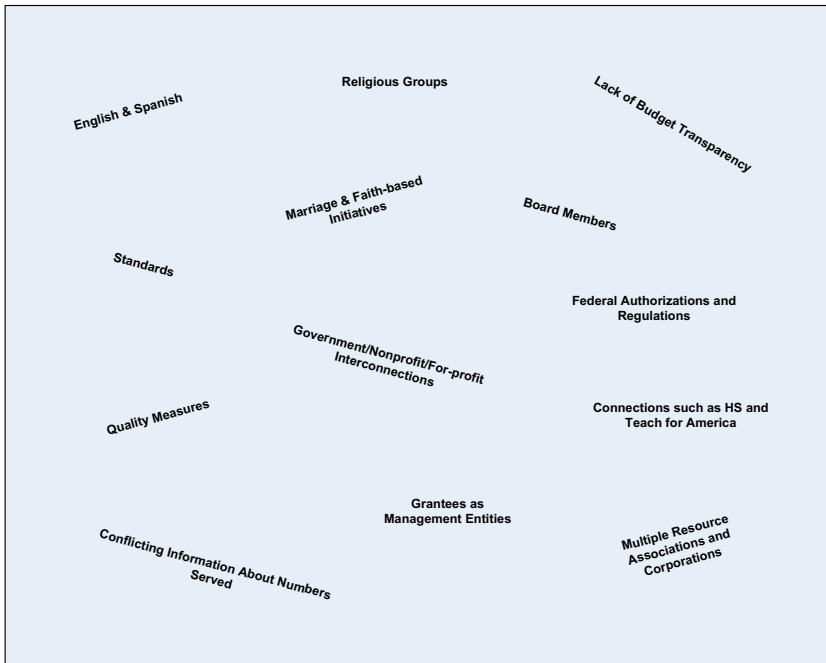 Religious Groups
English & Spanish
Lack of Budget Transparency
Marriage & Faith-based
Initiatives
Board Members
Standards
Federal Authorizations and
Regulations
Government/Nonprofit/For-profit
Interconnections
Quality Measures
Connections such as HS and
Teach for America
Grantees as
Management Entities
Conflicting Information About Numbers
Served
Multiple Resource
Associations and
Corporations